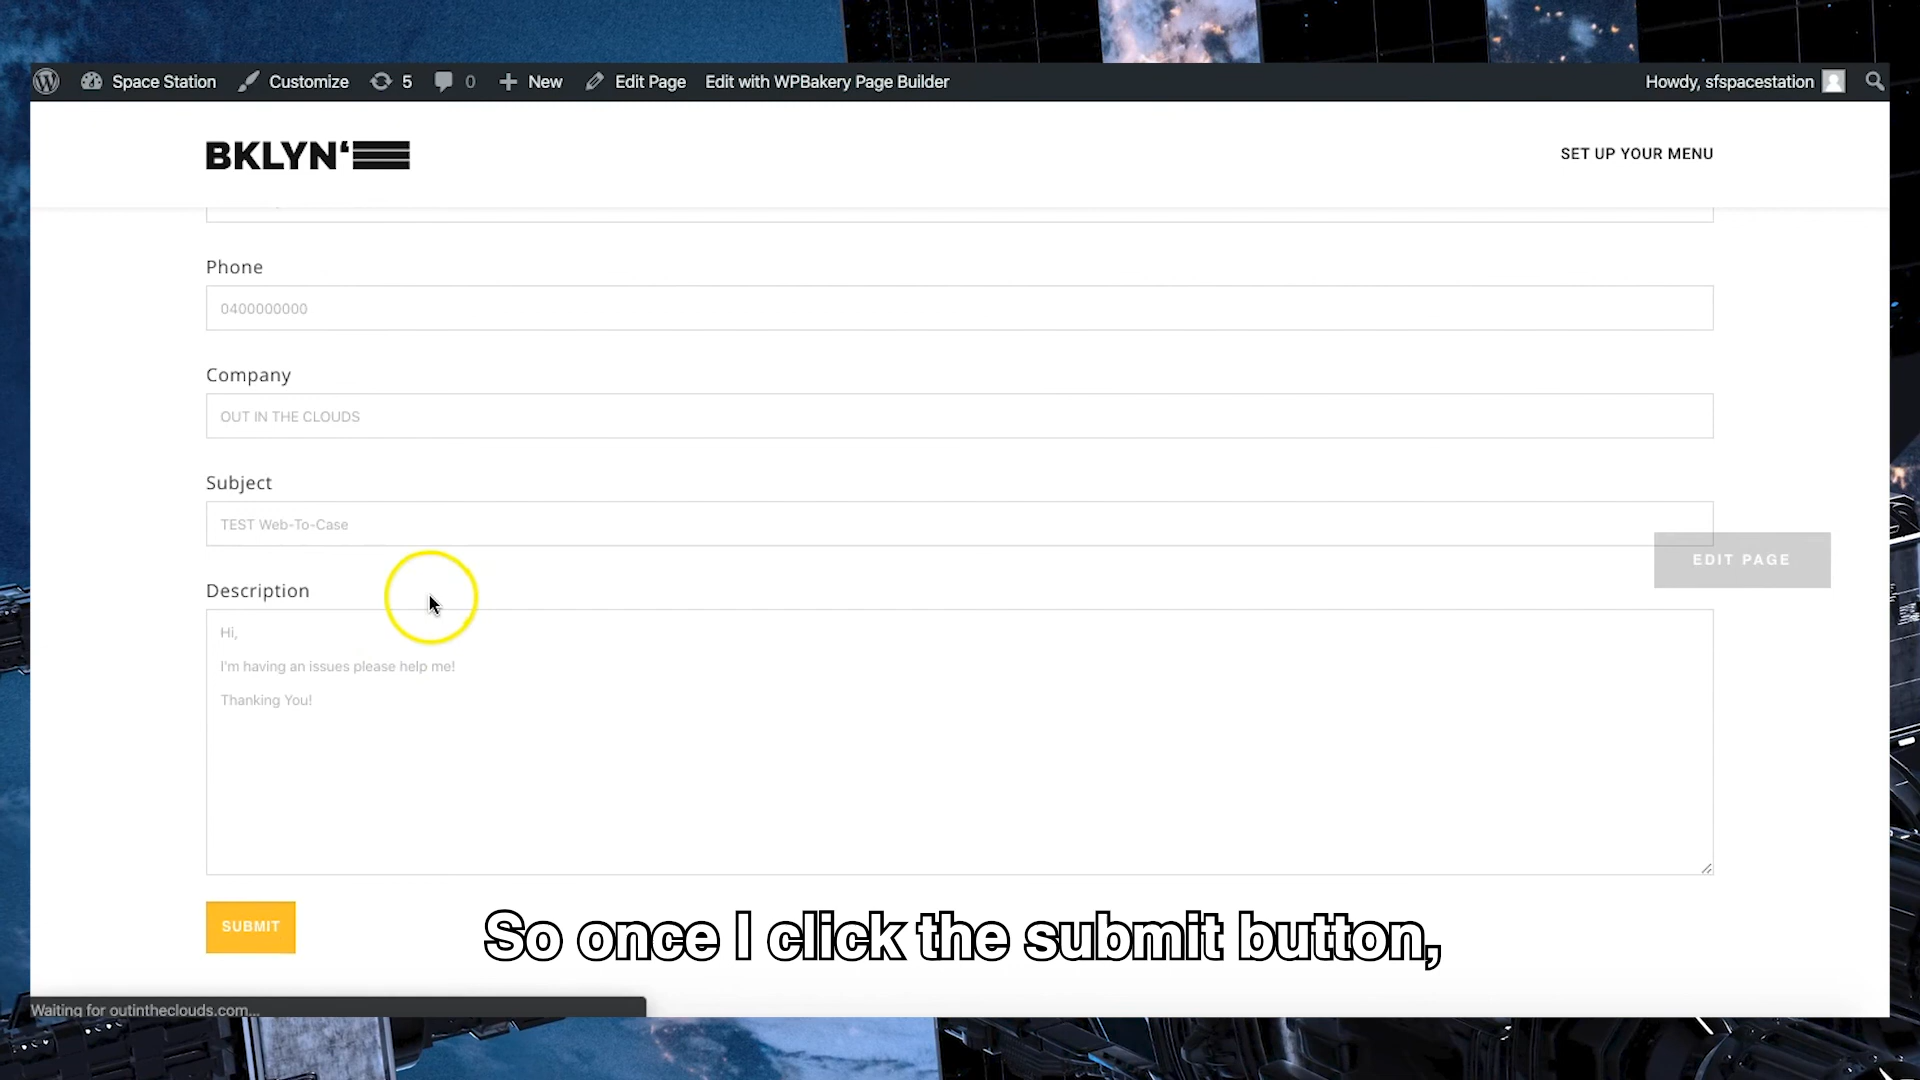 Space Station
Customize
5
0
New
Edit Page
Edit with WPBakery Page Builder
Howdy, sfspacestation
BKLYN‘
SET UP YOUR MENU
Phone
0400000000
Company
OUT IN THE CLOUDS
Subject
TEST Web-To-Case
EDIT PAGE
Description
Hi,
I'm having an issues please help me!
Thanking You!
SUBMIT
So once I click the submit button,
Waiting for outintheclouds.com...